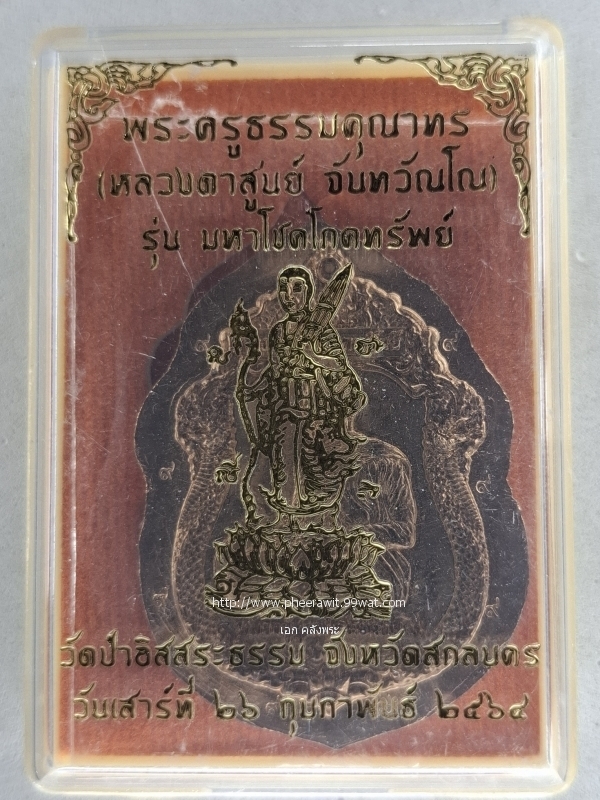 พระครูธรรมคุณาทร
(หลวงตาสูนย์ จันทวัณโณ)
รุ่น มหาโชคโภคทรัพย์
http://www.pheerawit.99wat.com
เอก คลังพระ
วัดป่าอิสสระธรรม จังหวัดสกลนคร
วันเสาร์ที่ ๒๖ กุมภาพันธ์ ๒๕๖๔